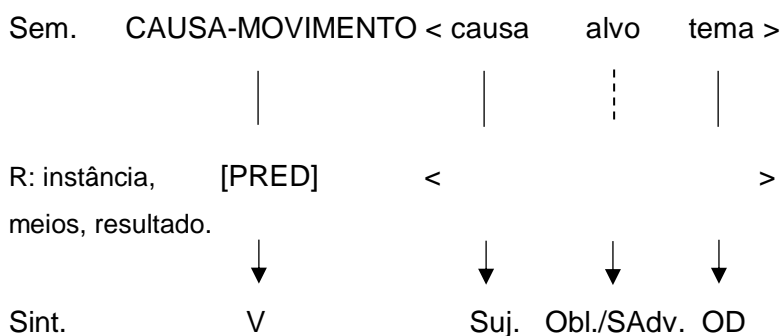 Sem. CAUSA-MOVIMENTO < causa alvo tema >
R: instância, [PRED] < >
meios, resultado.
Sint. V Suj. Obl./SAdv. OD